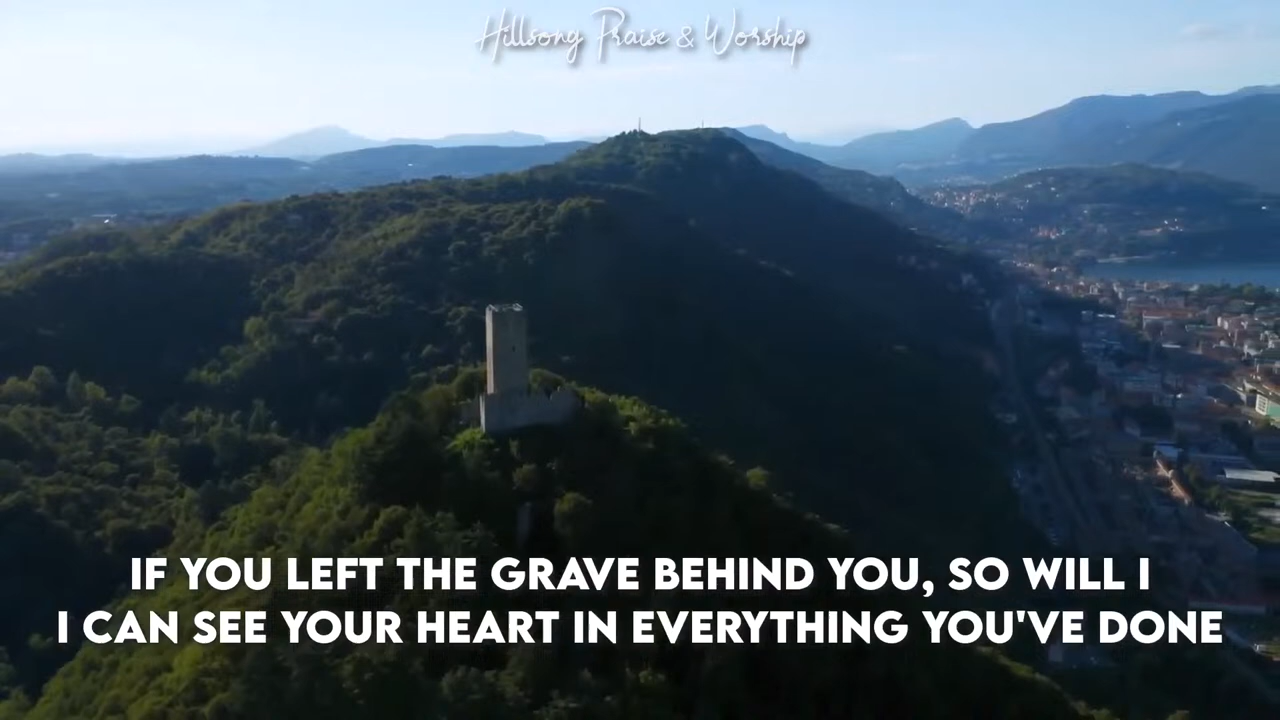 Hillsong Praise & Worship
IF YOU LEFT THE GRAVE BEHIND YOU, SO WILL I
I CAN SEE YOUR HEART IN EVERYTHING YOU'VE DONE